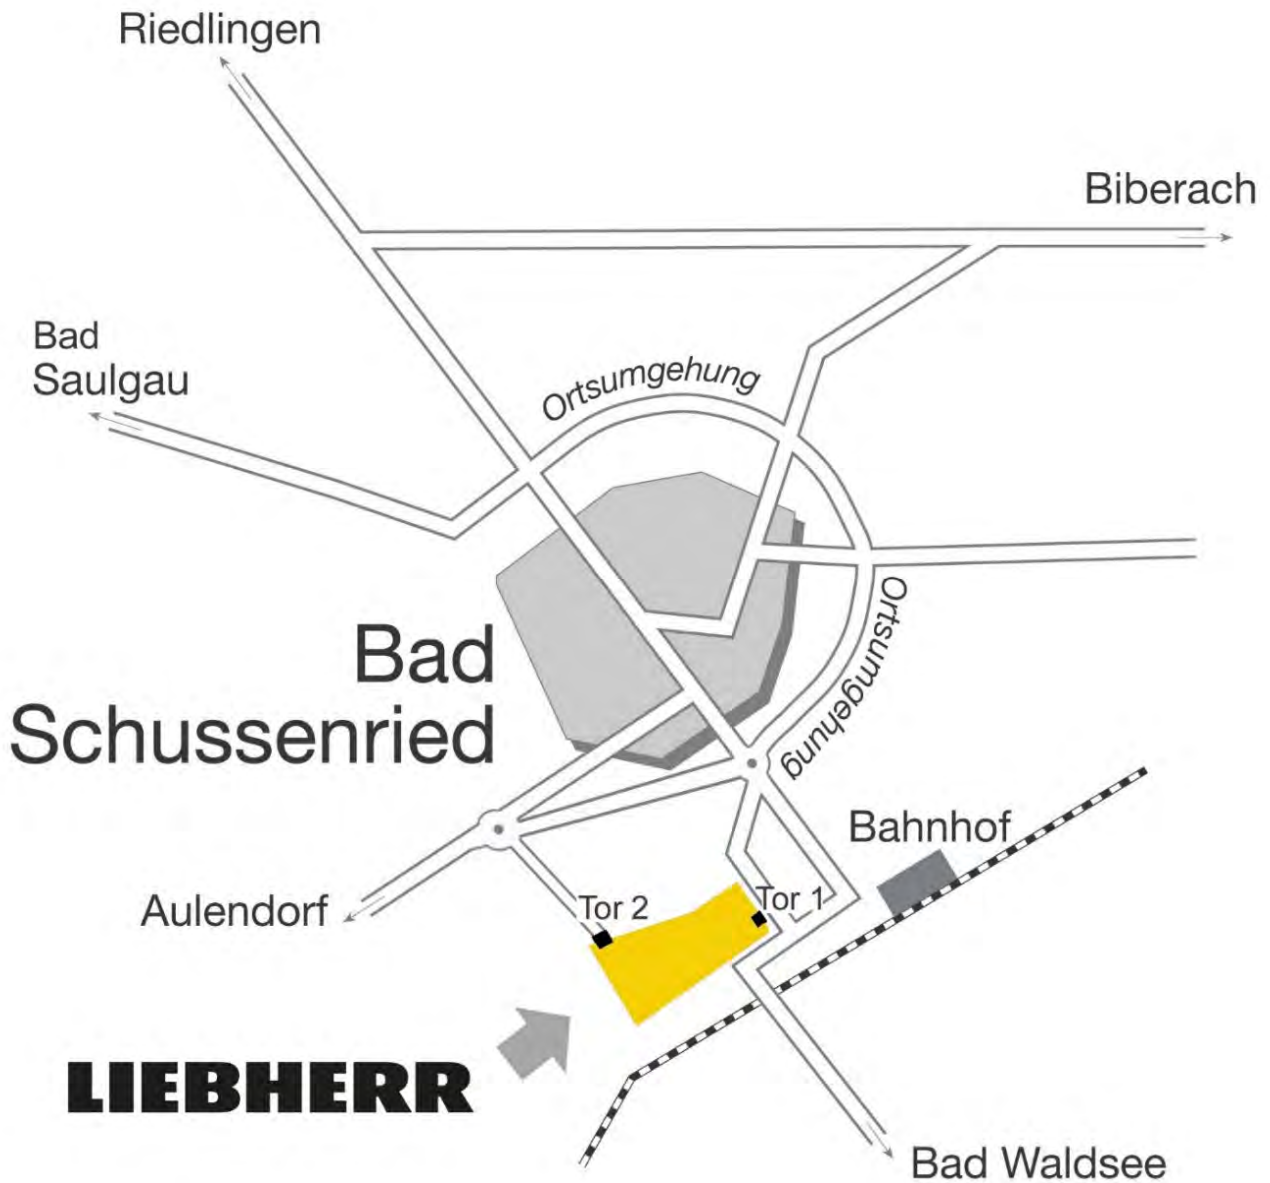 Riedlingen
Biberach
Bad
Saulgau
Ortsumgehung
Ortsumgehung
Bad
Schussenried
Bahnhof
Tor 1
Tor 2
Aulendorf
LIEBHERR
Bad Waldsee